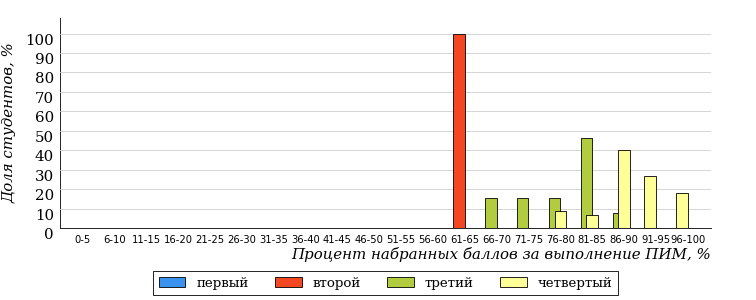 Доля студентов, %
100
90
80
70
60
50
40
30
20
10
0
0-5 6-10 11-15 16-20 21-25 26-30 31-35 36-40 41-45 46-50 51-55 56-60 61-65 66-70 71-75 76-80 81-85 86-90 91-95 96-100
Процент набранных баллов за выполнение ПИМ, %
первый второй третий четвертый